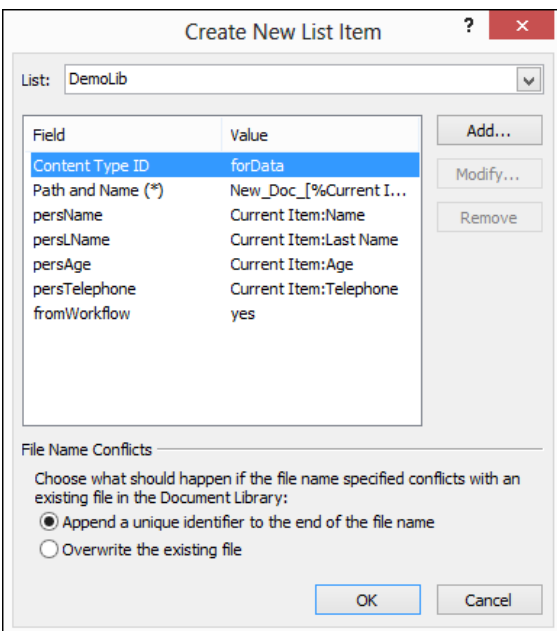 Create New List Item ? ×
List: DemoLib
Field Value Add...
Content Type ID forData Modify...
Path and Name (*) New_Doc_[%Current I...
persName Current Item:Name Remove
persLName Current Item:Last Name
persAge Current Item:Age
persTelephone Current Item:Telephone
fromWorkflow yes
File Name Conflicts
Choose what should happen if the file name specified conflicts with an
existing file in the Document Library:
Append a unique identifier to the end of the file name
Overwrite the existing file
OK Cancel